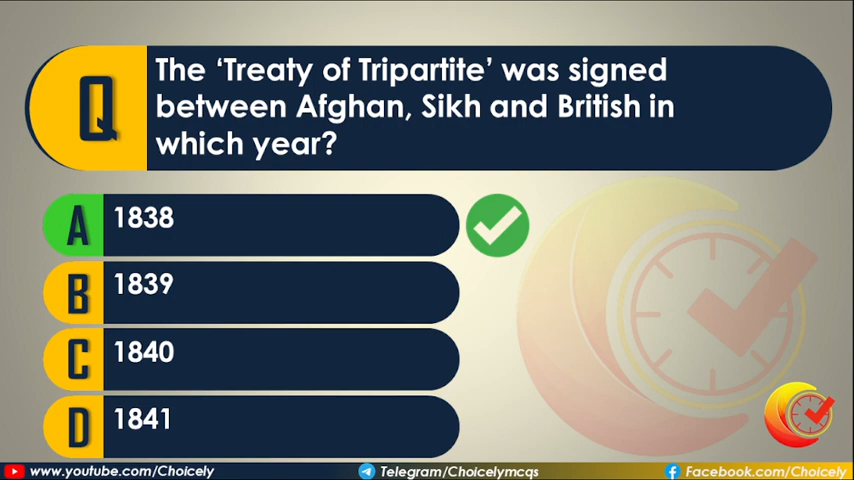 Q
The ‘Treaty of Tripartite’ was signed
between Afghan, Sikh and British in
which year?
A 1838
B 1839
C 1840
D 1841
www.youtube.com/Choicely Telegram/Choicelymcqs Facebook.com/Choicely